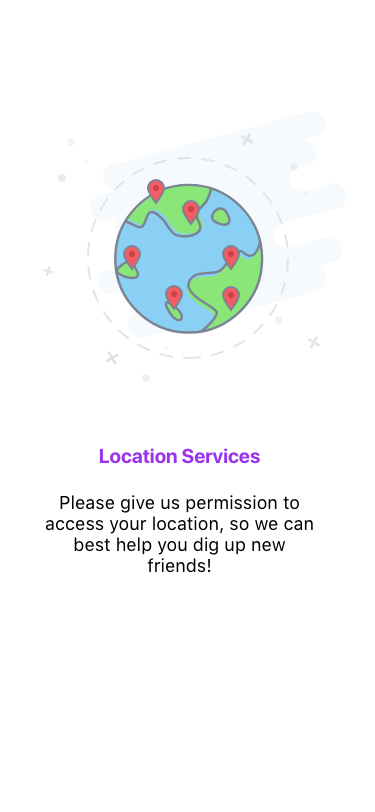 Location Services
Please give us permission to
access your location, so we can
best help you dig up new
friends!